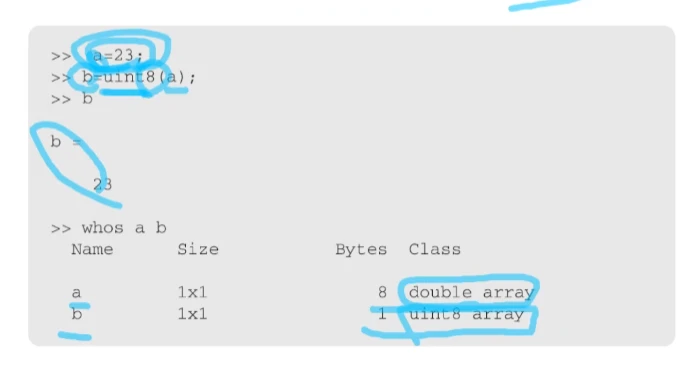 >> a=23;
>> b=uint8(a);
>> b
b =
23
>> whos a b
Name Size Bytes Class
a 1x1 8 double array
b 1x1 1 uint8 array